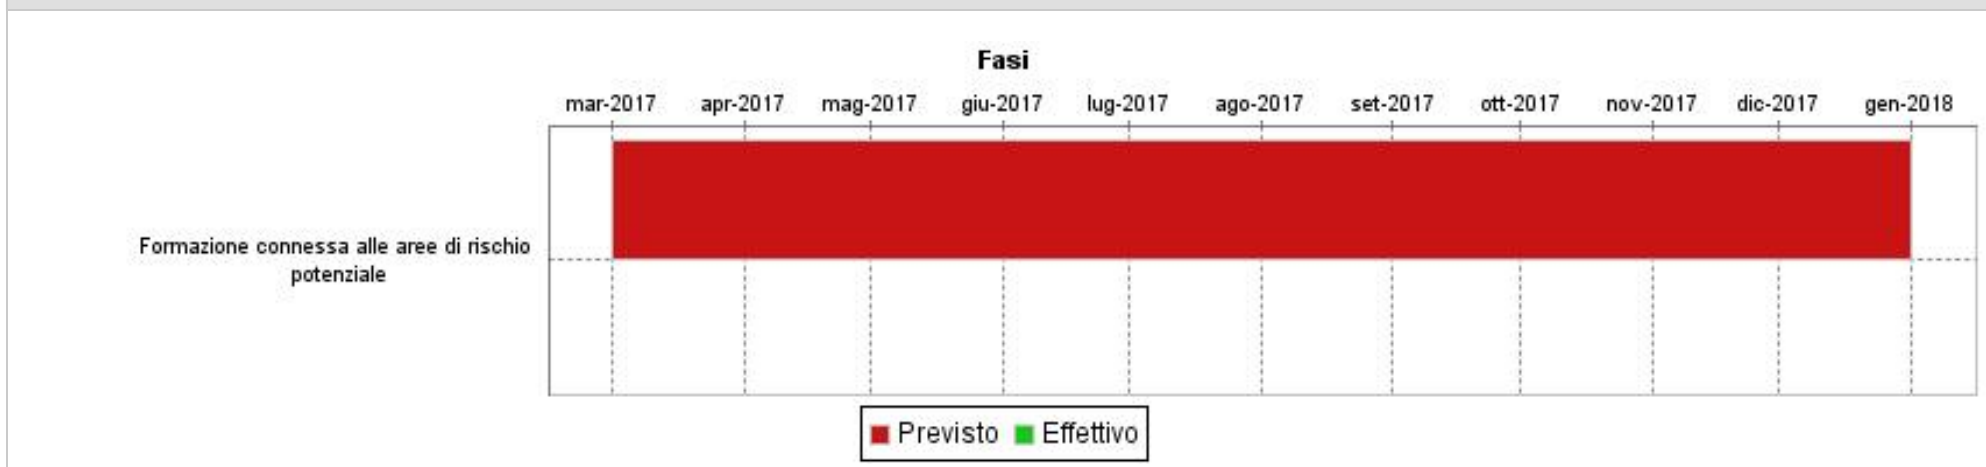 Fasi
mar-2017 apr-2017 mag-2017 giu-2017 lug-2017 ago-2017 set-2017 ott-2017 nov-2017 dic-2017 gen-2018
Formazione connessa alle aree di rischio
potenziale
Previsto Effettivo